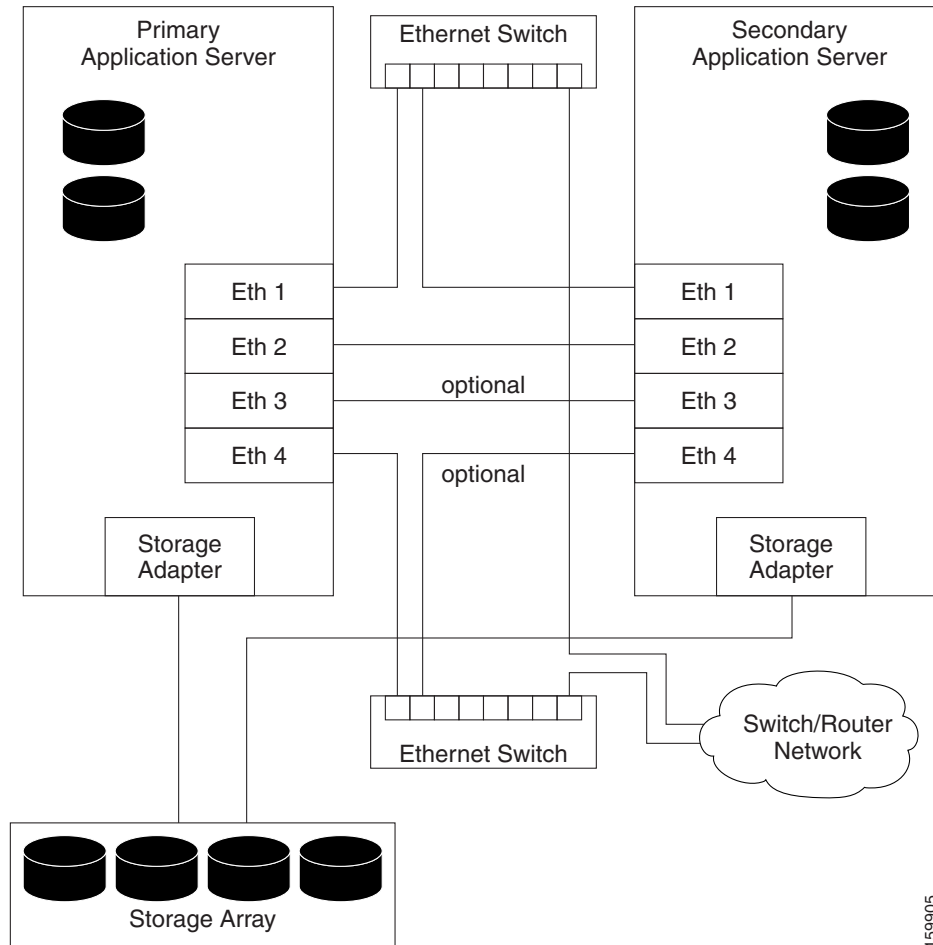 Primary
Application Server
Ethernet Switch
Secondary
Application Server
Eth 1
Eth 1
Eth 2
Eth 2
optional
Eth 3
Eth 3
Eth 4
Eth 4
optional
Storage
Adapter
Storage
Adapter
Switch/Router
Network
Ethernet Switch
Storage Array
159905